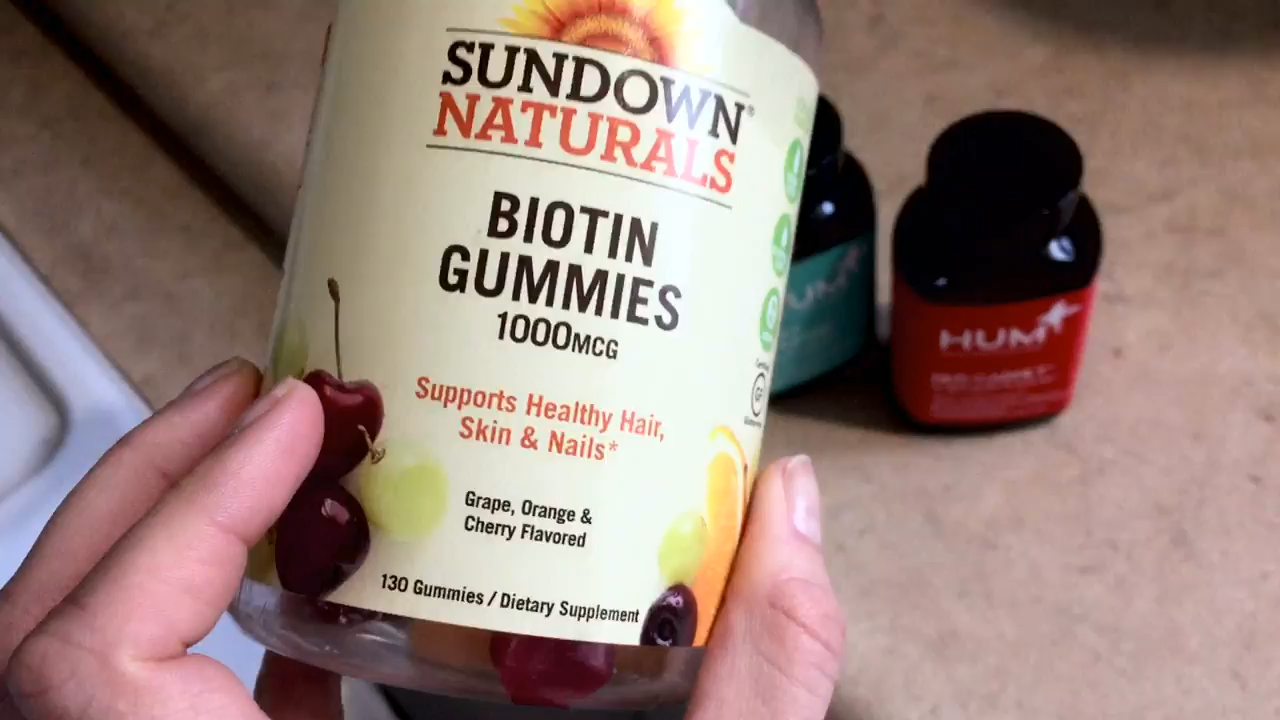 SUNDOWN®
NATURALS
BIOTIN
GUMMIES
1000MCG
Supports Healthy Hair,
Skin & Nails*
Grape, Orange &
Cherry Flavored
130 Gummies / Dietary Supplement
HUM
HUM